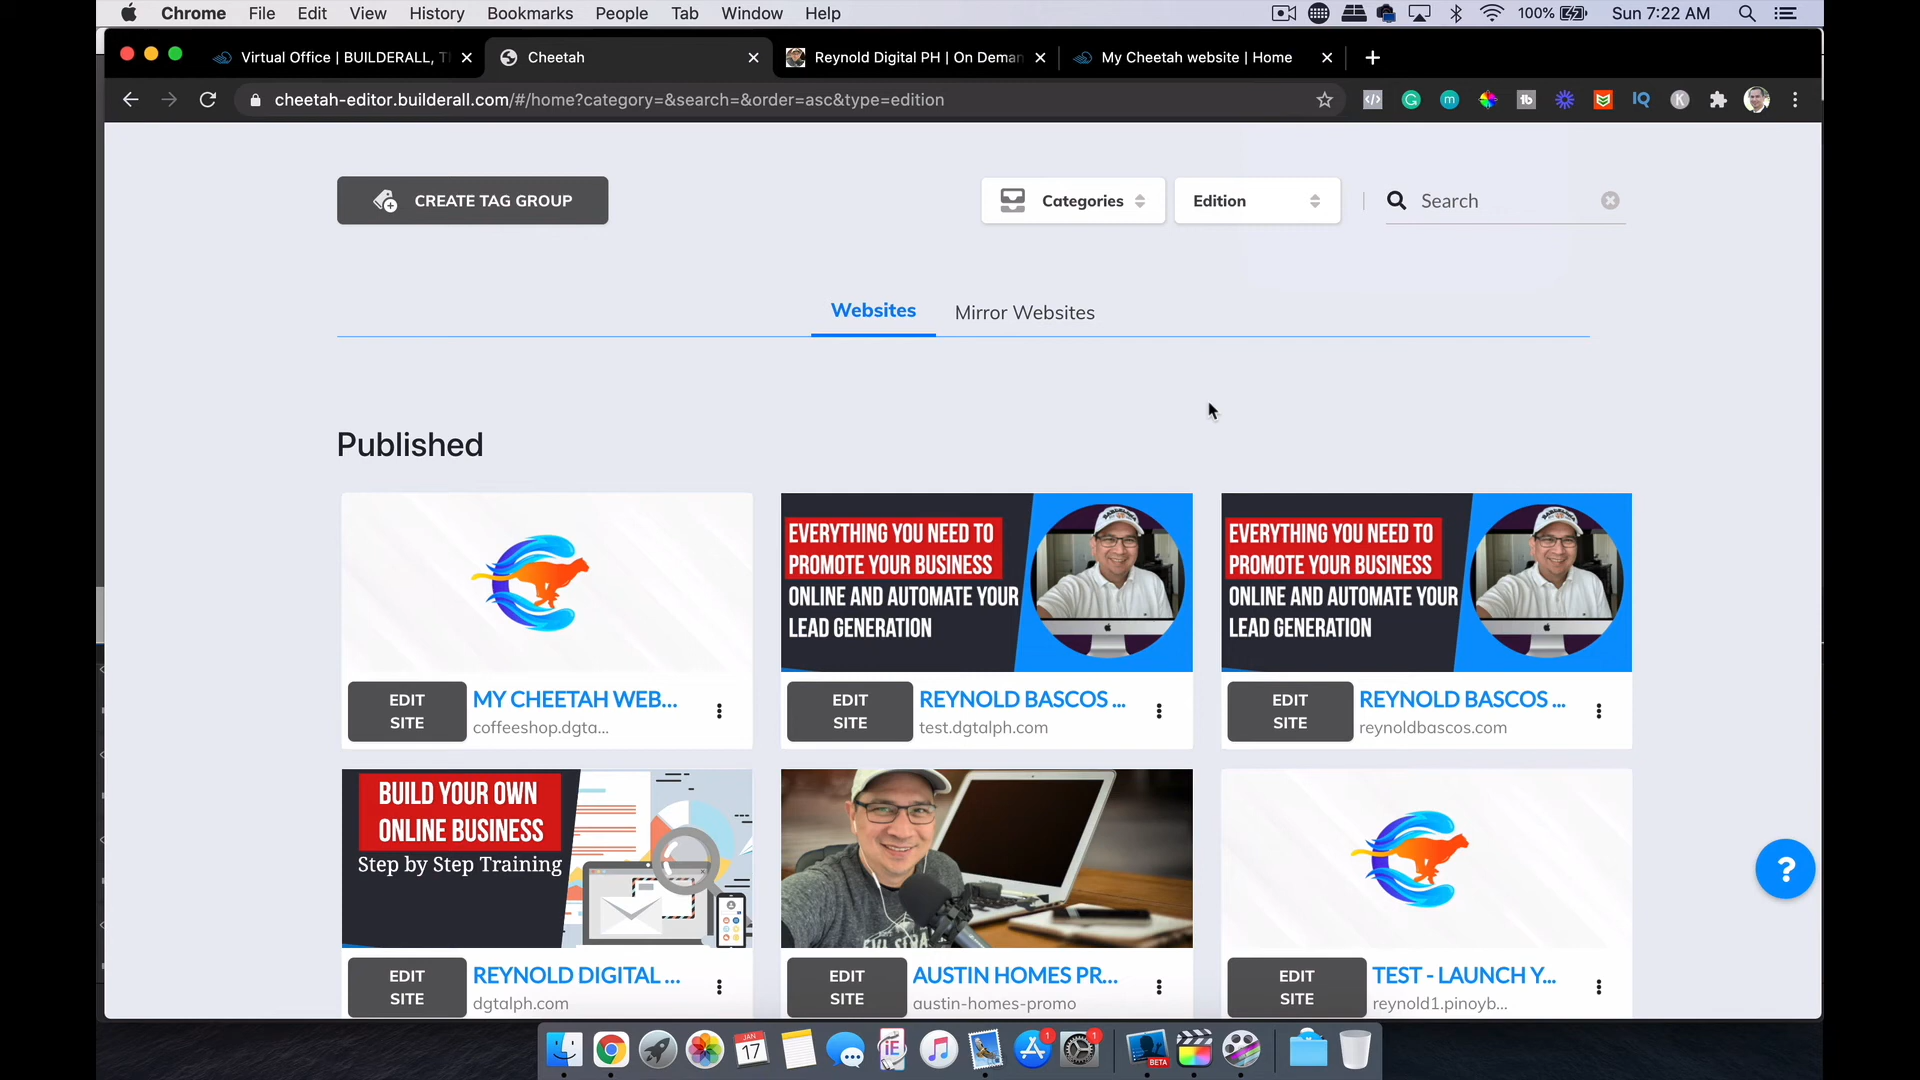 Chrome File Edit View History Bookmarks People Tab Window Help 100% Sun 7:22 AM
Virtual Office | BUILDERALL, T Cheetah Reynold Digital PH | On Deman My Cheetah website | Home
cheetah-editor.builderall.com/#/home?category=&search=&order=asc&type=edition
CREATE TAG GROUP
Categories
Edition
Search
Websites
Mirror Websites
Published
EVERYTHING YOU NEED TO
PROMOTE YOUR BUSINESS
ONLINE AND AUTOMATE YOUR
LEAD GENERATION
EVERYTHING YOU NEED TO
PROMOTE YOUR BUSINESS
ONLINE AND AUTOMATE YOUR
LEAD GENERATION
EDIT
SITE
MY CHEETAH WEB...
coffeeshop.dgta...
EDIT
SITE
REYNOLD BASCOS ...
test.dgtalph.com
EDIT
SITE
REYNOLD BASCOS ...
reynoldbascos.com
BUILD YOUR OWN
ONLINE BUSINESS
Step by Step Training
EDIT
SITE
REYNOLD DIGITAL ...
dgtalph.com
EDIT
SITE
AUSTIN HOMES PR...
austin-homes-promo
EDIT
SITE
TEST - LAUNCH Y...
reynold1.pinoyb...
?
JAN
17
1
1
BETA